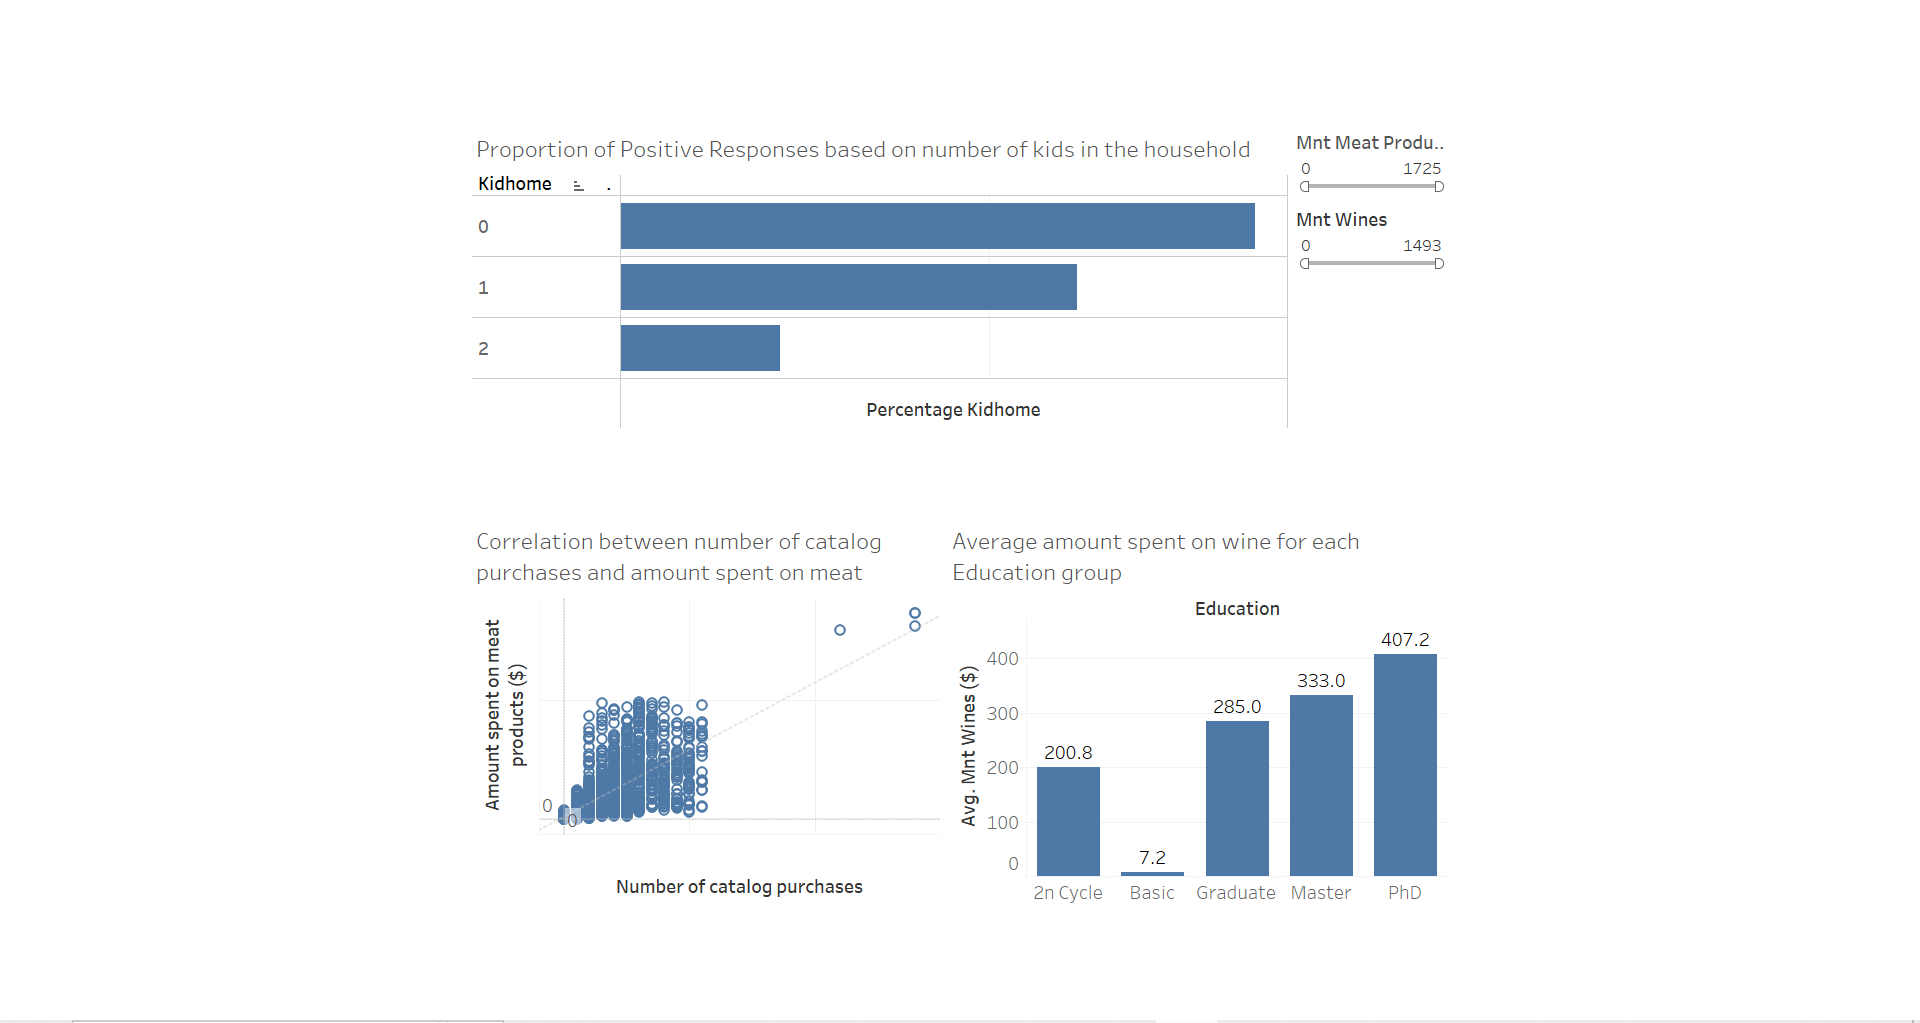 Proportion of Positive Responses based on number of kids in the household
Kidhome .
0
1
2
Percentage Kidhome
Mnt Meat Produ..
0 1725
Mnt Wines
0 1493
Correlation between number of catalog
purchases and amount spent on meat
Amount spent on meat
products ($)
0
0
Number of catalog purchases
Average amount spent on wine for each
Education group
Education
Avg. Mnt Wines ($)
400
300
200
100
0
200.8
7.2
285.0
333.0
407.2
2n Cycle Basic Graduate Master PhD